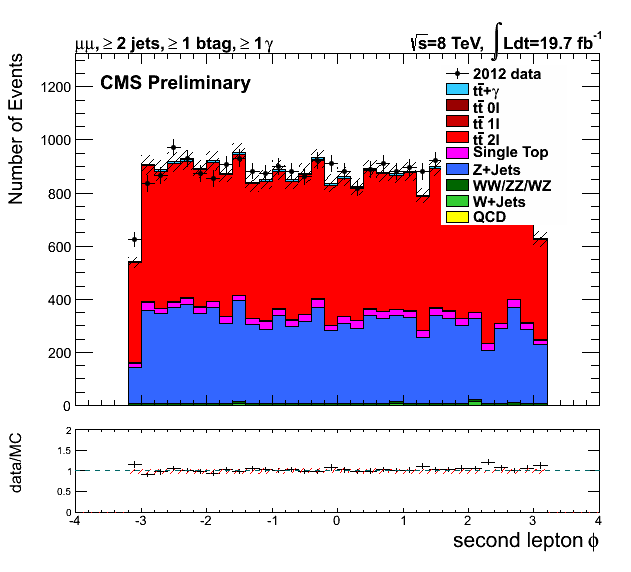 μμ, ≥ 2 jets, ≥ 1 btag, ≥ 1 γ
√s=8 TeV, ∫Ldt=19.7 fb⁻¹
CMS Preliminary
Number of Events
1200
1000
800
600
400
200
0
2012 data
tt̄+γ
tt̄ 0l
tt̄ 1l
tt̄ 2l
Single Top
Z+Jets
WW/ZZ/WZ
W+Jets
QCD
data/MC
2
1.5
1
0.5
0
-4 -3 -2 -1 0 1 2 3 4
second lepton ϕ